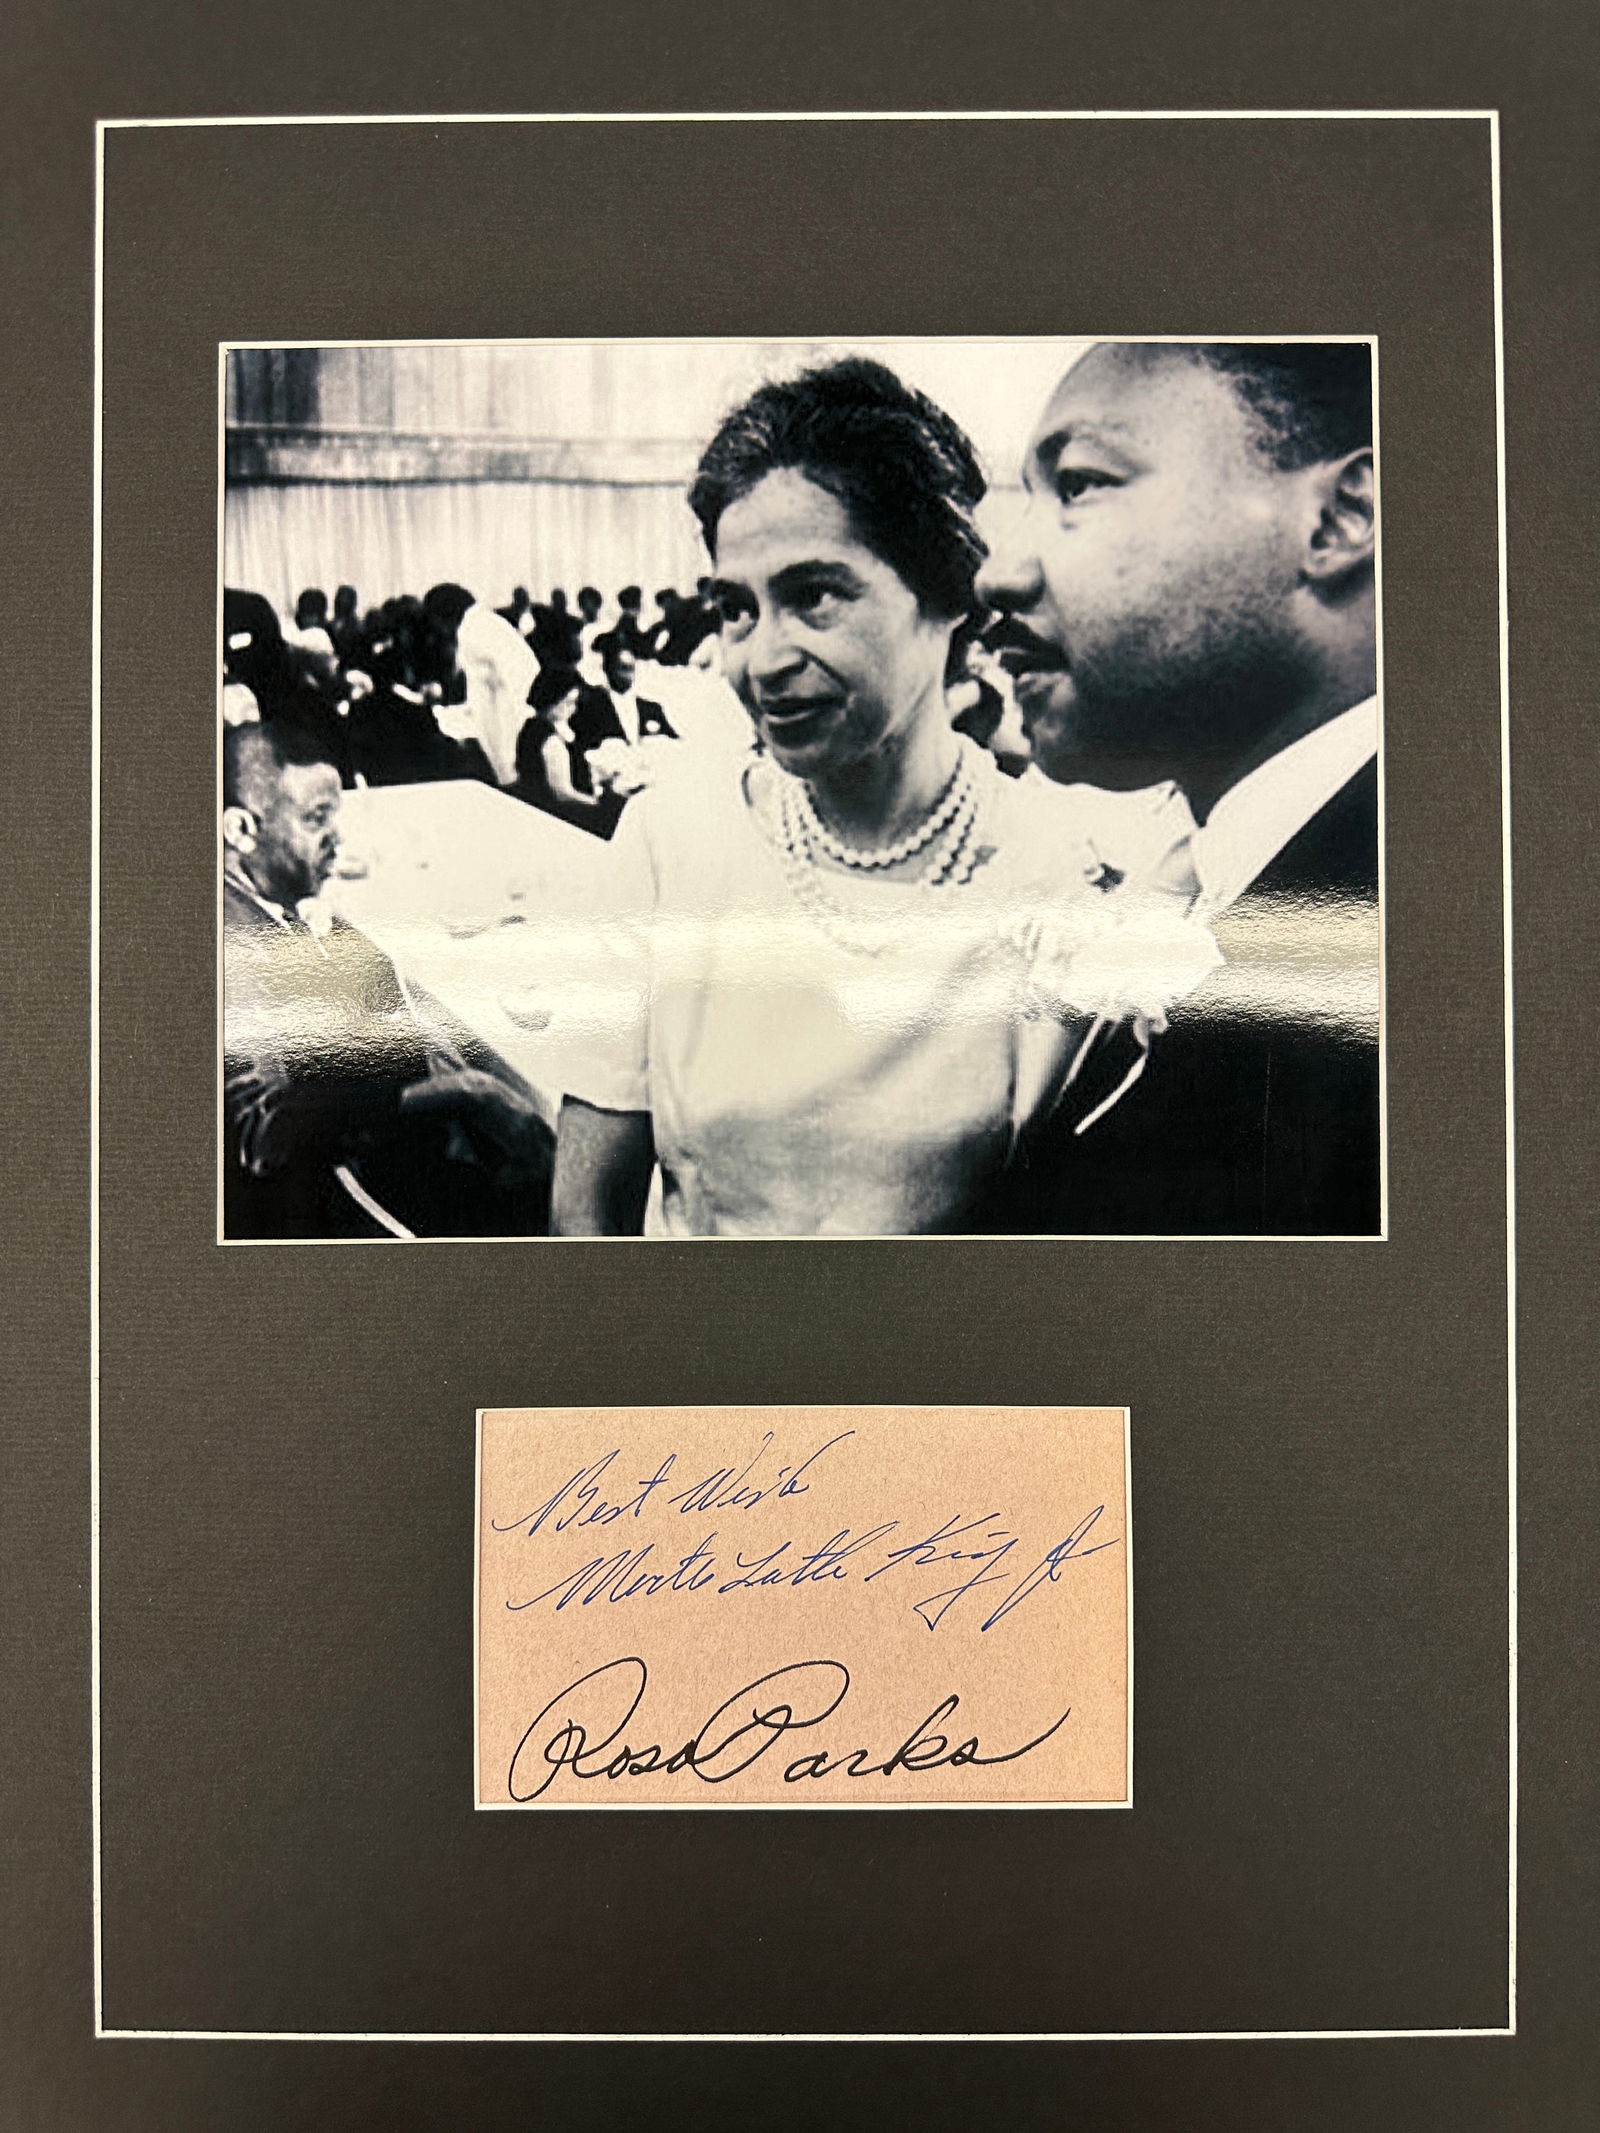 Best Wishes
Martin Luther King Jr
Rosa Parks